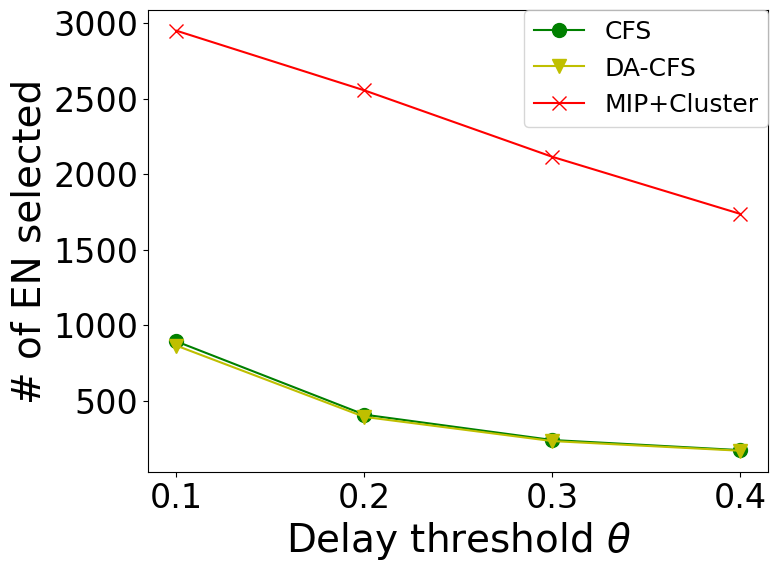 # of EN selected
3000
2500
2000
1500
1000
500
0.1 0.2 0.3 0.4
Delay threshold θ
CFS
DA-CFS
MIP+Cluster